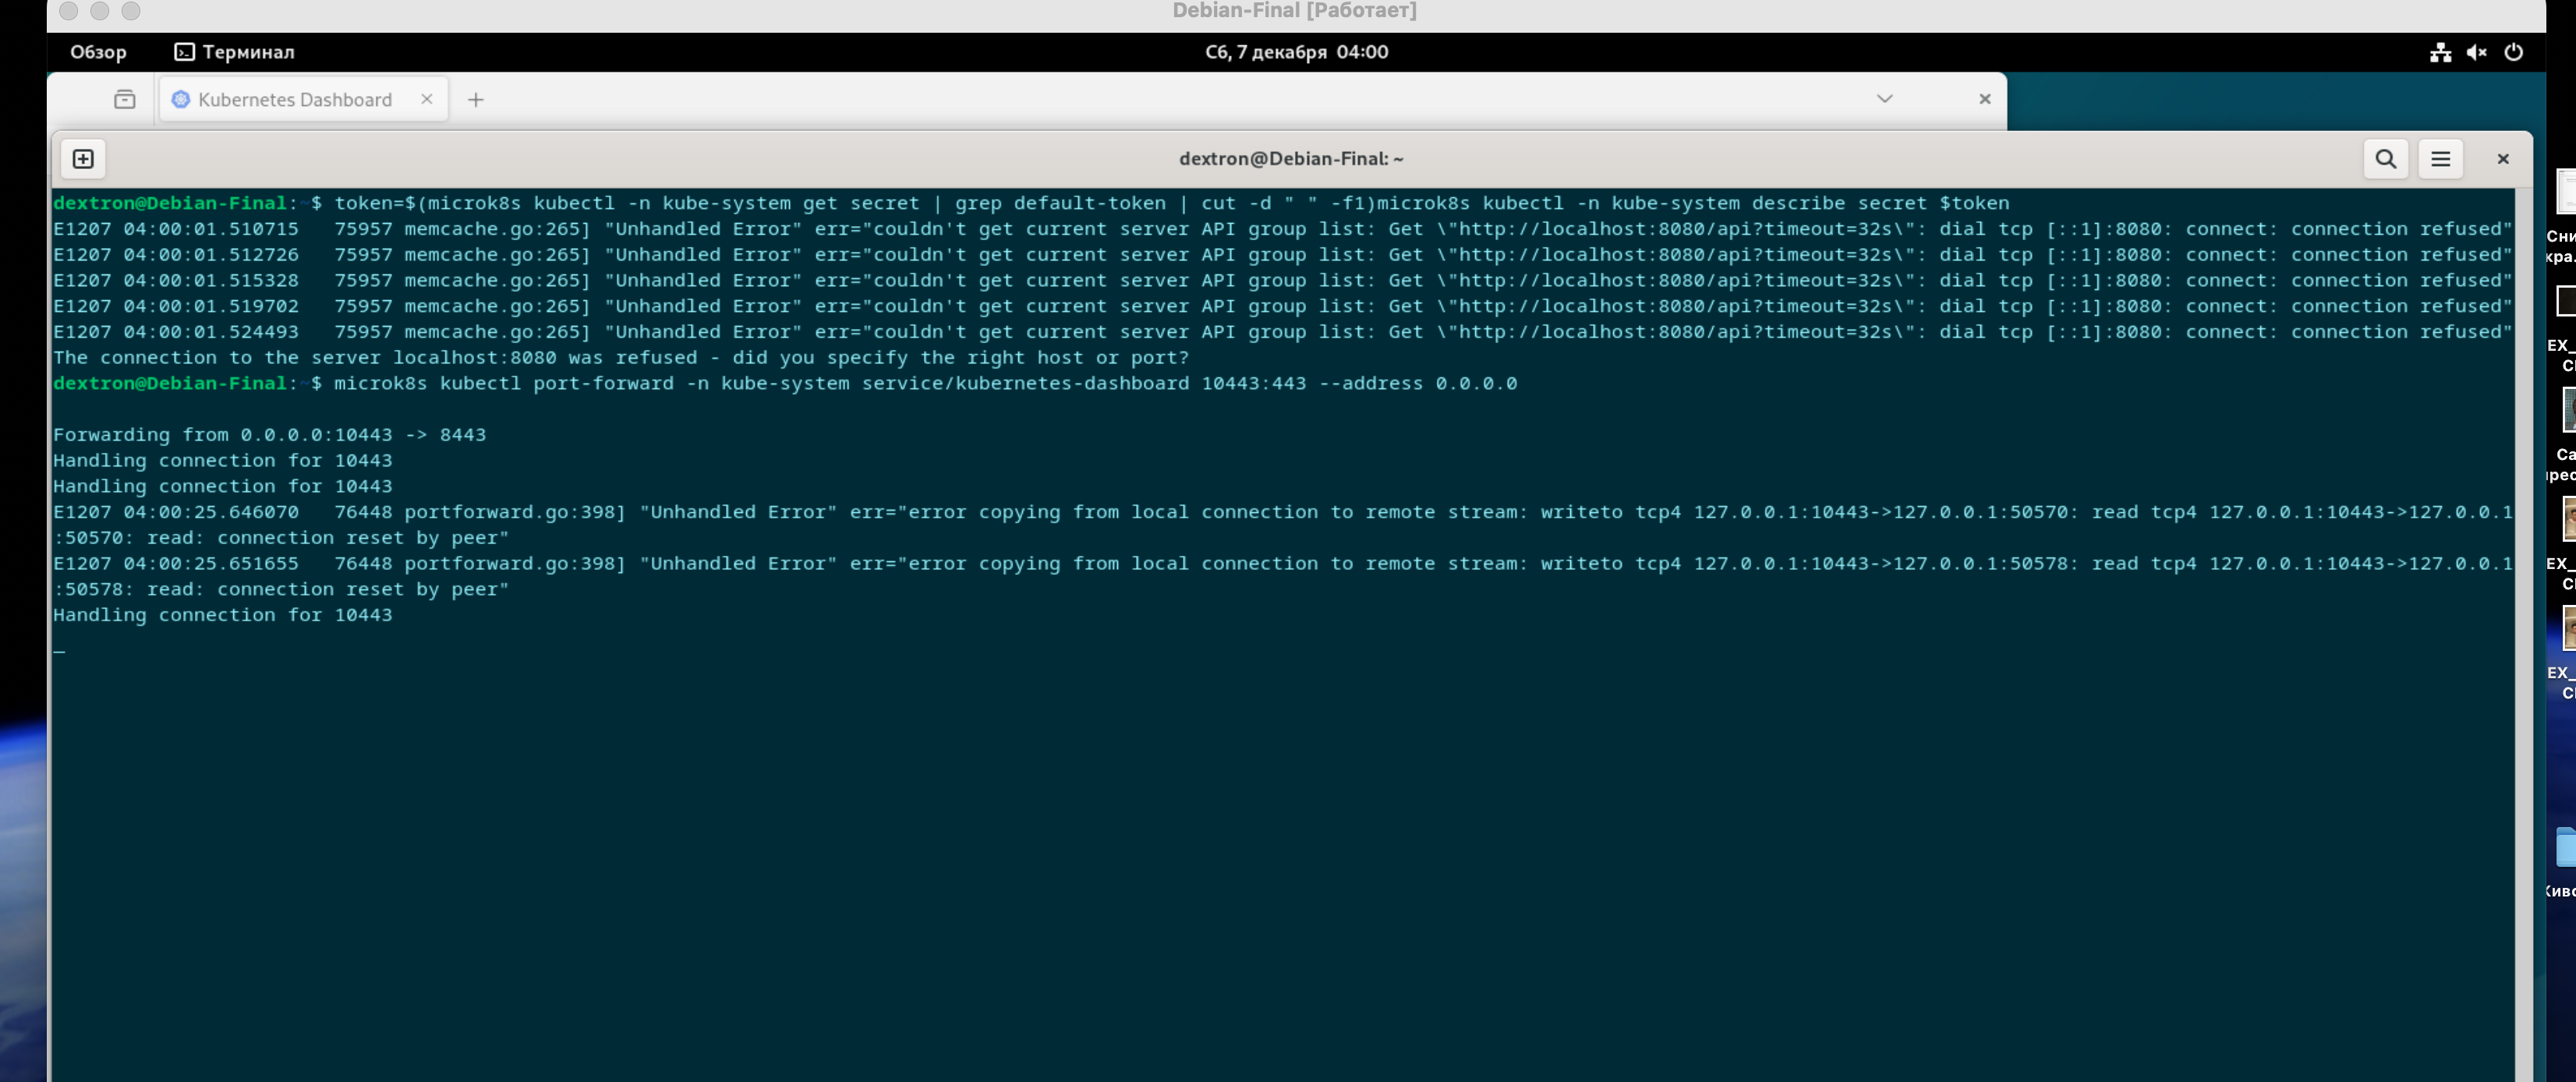 Debian-Final [Работает]
Обзор Терминал Сб, 7 декабря 04:00
Kubernetes Dashboard
dextron@Debian-Final: ~
dextron@Debian-Final:~$ token=$(microk8s kubectl -n kube-system get secret | grep default-token | cut -d " " -f1)microk8s kubectl -n kube-system describe secret $token
E1207 04:00:01.510715   75957 memcache.go:265] "Unhandled Error" err="couldn't get current server API group list: Get \"http://localhost:8080/api?timeout=32s\": dial tcp [::1]:8080: connect: connection refused"
E1207 04:00:01.512726   75957 memcache.go:265] "Unhandled Error" err="couldn't get current server API group list: Get \"http://localhost:8080/api?timeout=32s\": dial tcp [::1]:8080: connect: connection refused"
E1207 04:00:01.515328   75957 memcache.go:265] "Unhandled Error" err="couldn't get current server API group list: Get \"http://localhost:8080/api?timeout=32s\": dial tcp [::1]:8080: connect: connection refused"
E1207 04:00:01.519702   75957 memcache.go:265] "Unhandled Error" err="couldn't get current server API group list: Get \"http://localhost:8080/api?timeout=32s\": dial tcp [::1]:8080: connect: connection refused"
E1207 04:00:01.524493   75957 memcache.go:265] "Unhandled Error" err="couldn't get current server API group list: Get \"http://localhost:8080/api?timeout=32s\": dial tcp [::1]:8080: connect: connection refused"
The connection to the server localhost:8080 was refused - did you specify the right host or port?
dextron@Debian-Final:~$ microk8s kubectl port-forward -n kube-system service/kubernetes-dashboard 10443:443 --address 0.0.0.0
Forwarding from 0.0.0.0:10443 -> 8443
Handling connection for 10443
Handling connection for 10443
E1207 04:00:25.646070   76448 portforward.go:398] "Unhandled Error" err="error copying from local connection to remote stream: writeto tcp4 127.0.0.1:10443->127.0.0.1:50570: read tcp4 127.0.0.1:10443->127.0.0.1
:50570: read: connection reset by peer"
E1207 04:00:25.651655   76448 portforward.go:398] "Unhandled Error" err="error copying from local connection to remote stream: writeto tcp4 127.0.0.1:10443->127.0.0.1:50578: read tcp4 127.0.0.1:10443->127.0.0.1
:50578: read: connection reset by peer"
Handling connection for 10443